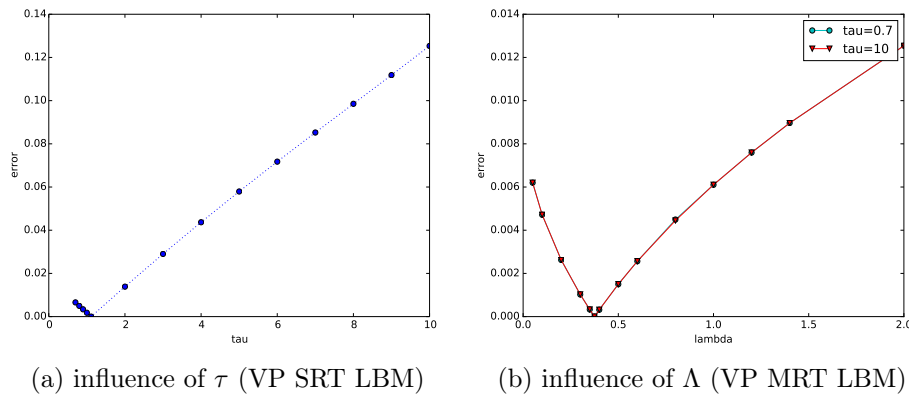 0.14
0.12
0.10
0.08
0.06
0.04
0.02
0.00
error
0 2 4 6 8 10
tau
0.014
0.012
0.010
0.008
0.006
0.004
0.002
0.000
error
0.0 0.5 1.0 1.5 2.0
lambda
tau=0.7
tau=10
(a) influence of τ (VP SRT LBM)
(b) influence of Λ (VP MRT LBM)